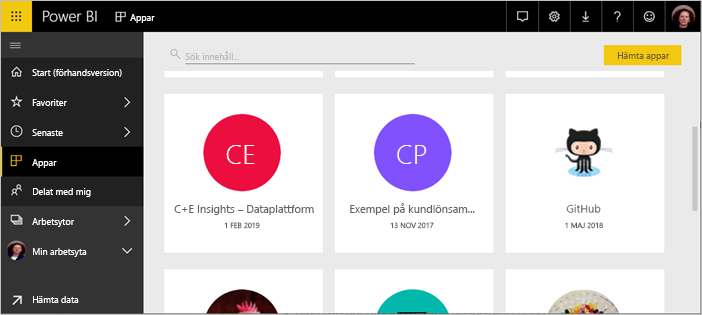 Power BI
Appar
Sök innehåll...
Hämta appar
Start (förhandsversion)
Favoriter
Senaste
Appar
Delat med mig
Arbetsytor
Min arbetsyta
Hämta data
CE
C+E Insights – Dataplattform
1 FEB 2019
CP
Exempel på kundlönsam...
13 NOV 2017
GitHub
1 MAJ 2018